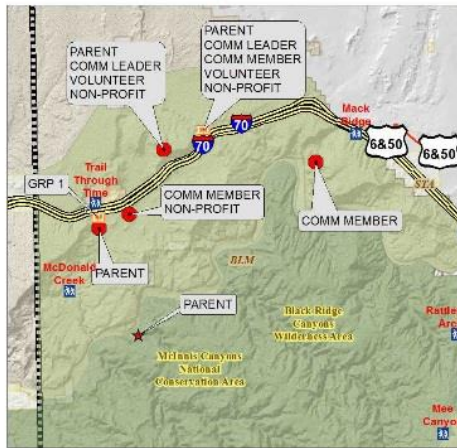 PARENT
COMM LEADER
VOLUNTEER
NON-PROFIT
PARENT
COMM LEADER
COMM MEMBER
VOLUNTEER
NON-PROFIT
70
70
Mack
Ridge
6&50
6&50
Trail
Through
Time
GRP 1
COMM MEMBER
NON-PROFIT
COMM MEMBER
STA
PARENT
BLM
McDonald
Creek
PARENT
Black Ridge
Canyons
Wilderness Area
McInnis Canyons
National
Conservation Area
Rattle
Arc
Mee
Canyo